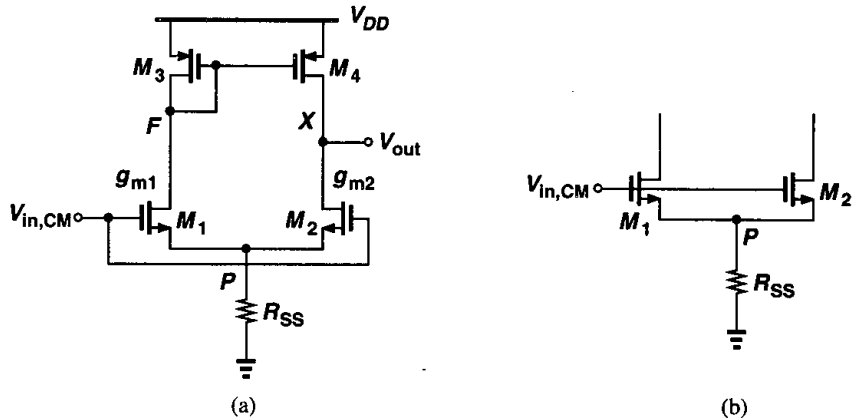 V_DD
M_3
M_4
F
X
V_out
g_m1
g_m2
V_in,CM
M_1
M_2
P
R_SS
(a)
V_in,CM
M_1
M_2
P
R_SS
(b)